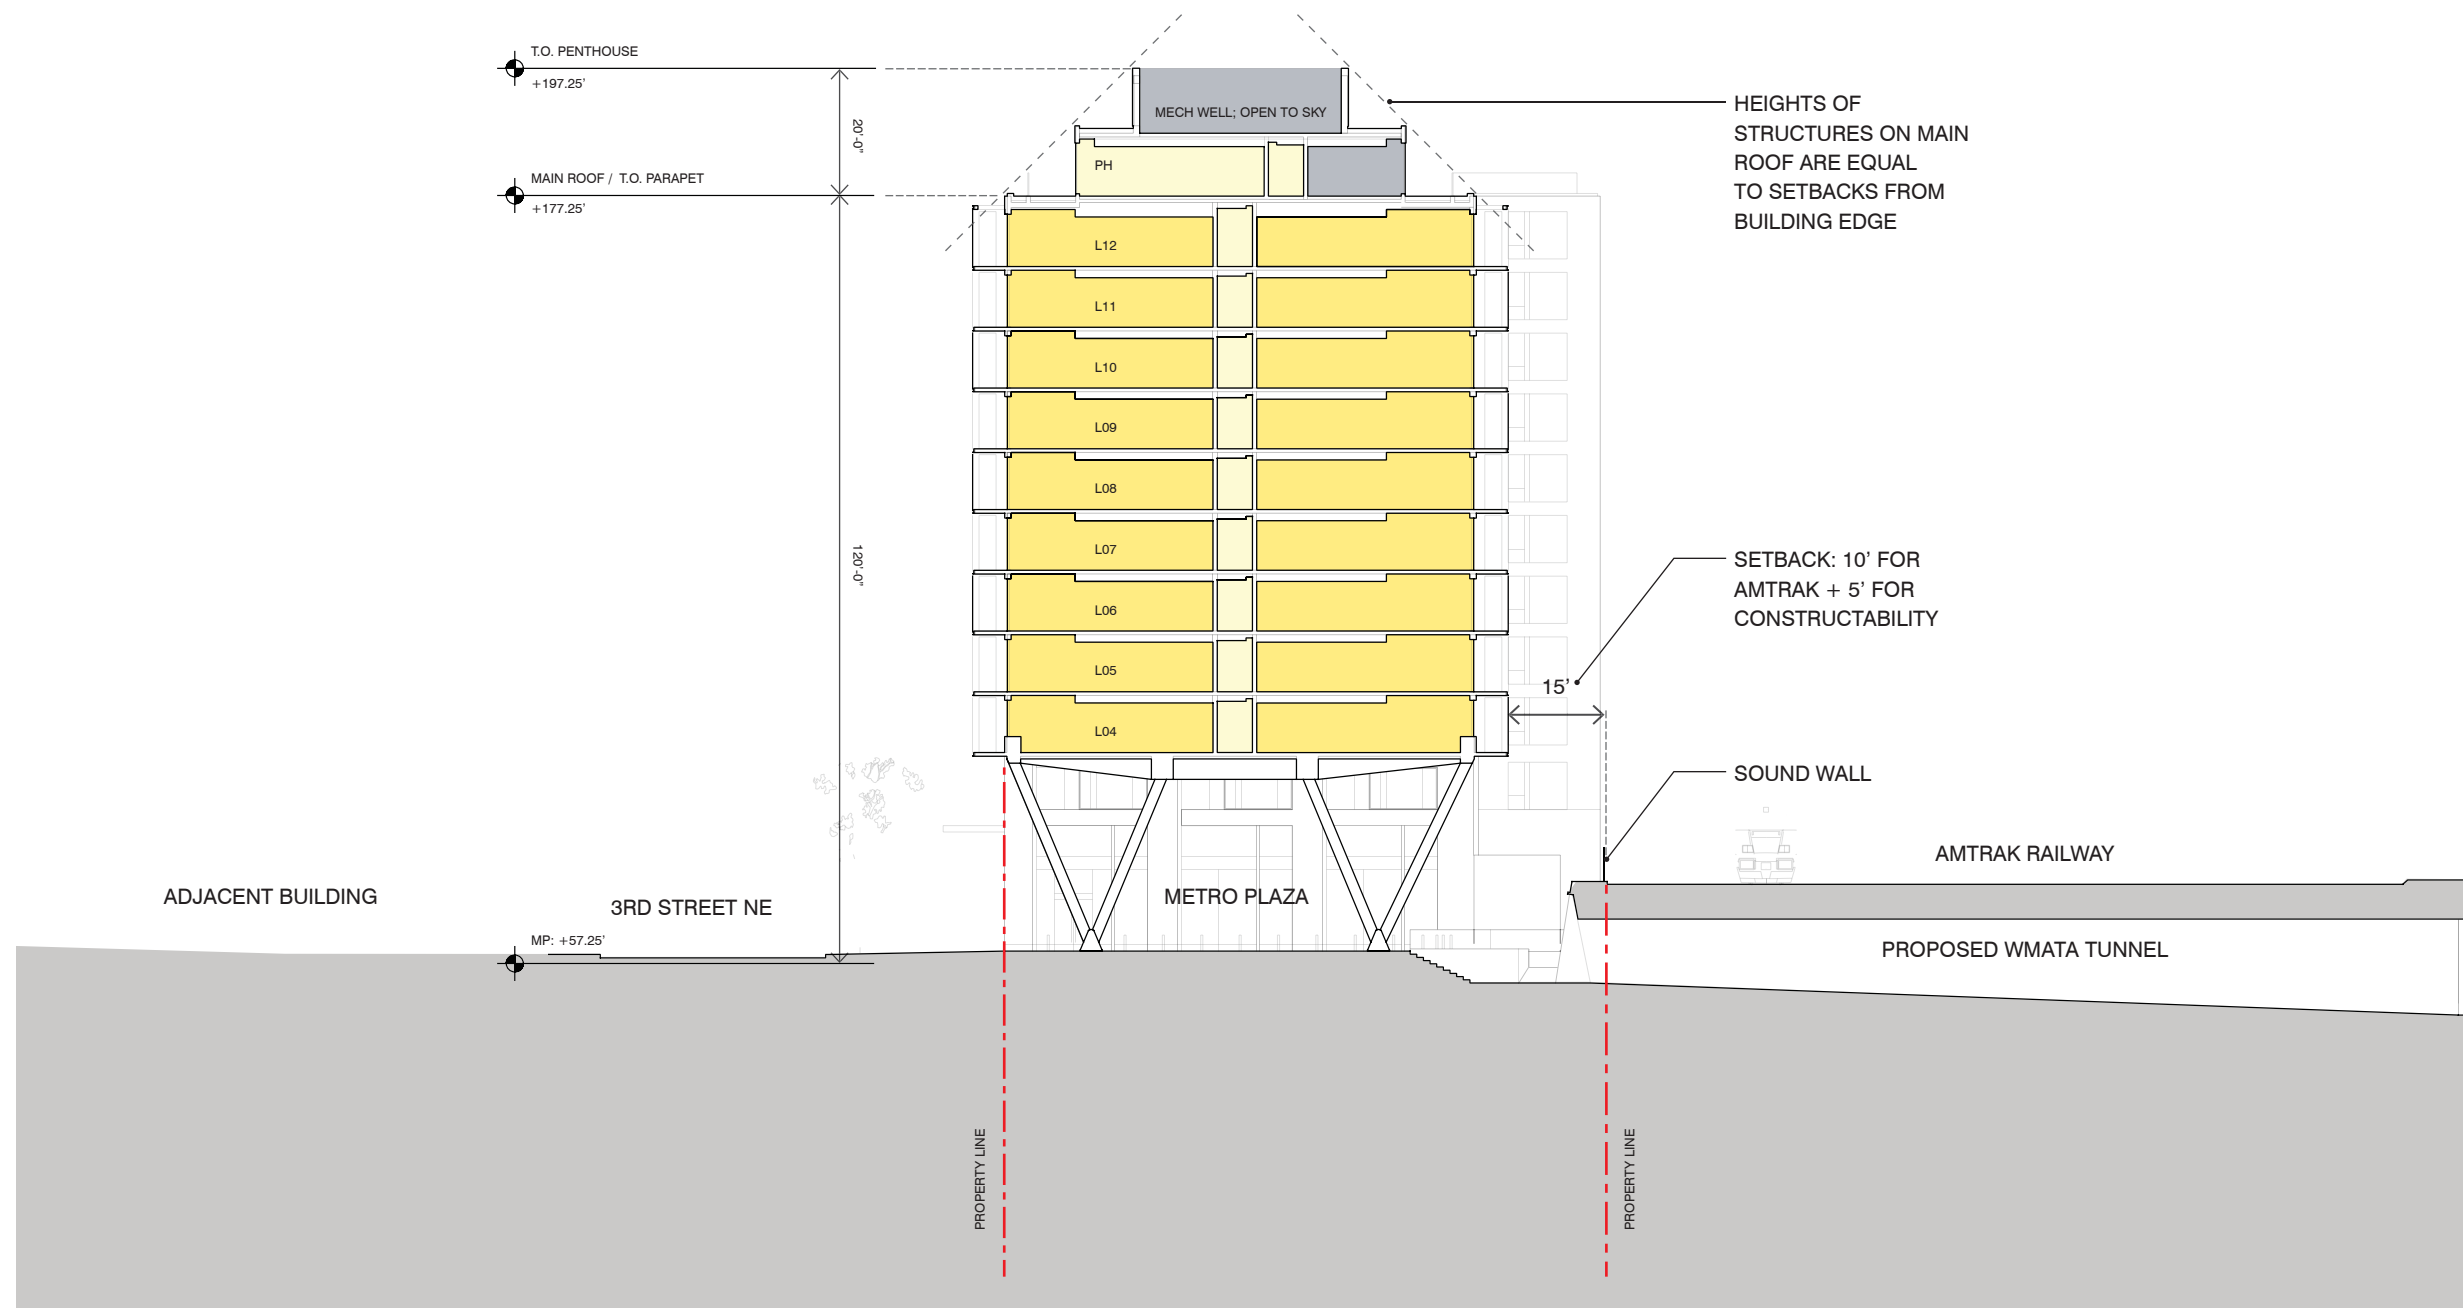 T.O. PENTHOUSE
+197.25’
20'-0"
MECH WELL; OPEN TO SKY
HEIGHTS OF
STRUCTURES ON MAIN
ROOF ARE EQUAL
TO SETBACKS FROM
BUILDING EDGE
PH
MAIN ROOF / T.O. PARAPET
+177.25’
L12
L11
L10
L09
L08
L07
120'-0"
L06
L05
L04
SETBACK: 10’ FOR
AMTRAK + 5’ FOR
CONSTRUCTABILITY
15’
SOUND WALL
AMTRAK RAILWAY
ADJACENT BUILDING
3RD STREET NE
METRO PLAZA
MP: +57.25’
PROPOSED WMATA TUNNEL
PROPERTY LINE
PROPERTY LINE